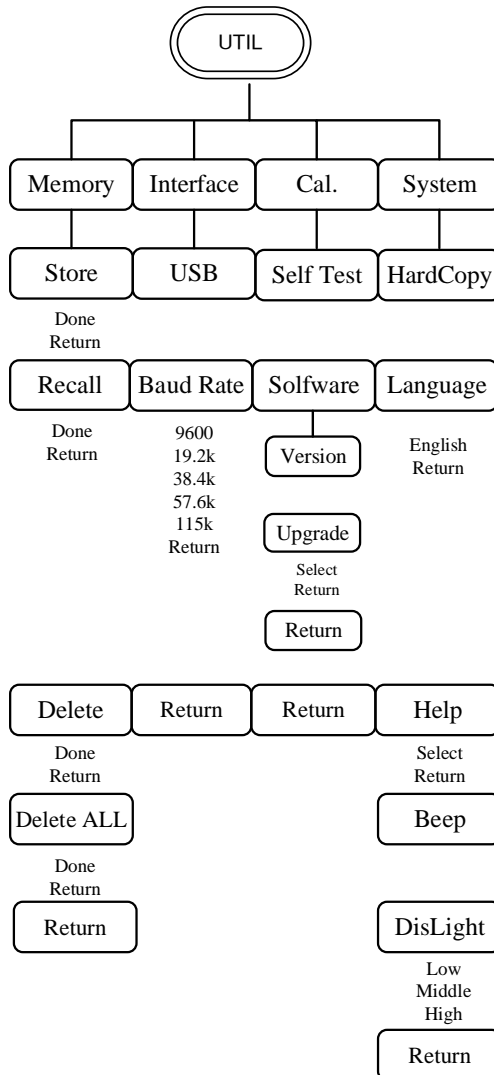 UTIL
Memory Interface Cal. System
Store USB Self Test HardCopy
Done
Return
Recall Baud Rate Solfware Language
Done
Return
9600
19.2k
38.4k
57.6k
115k
Return
Version
Upgrade
Select
Return
Return
English
Return
Delete Return Return Help
Done
Return
Select
Return
Delete ALL Beep
Done
Return
Return DisLight
Low
Middle
High
Return